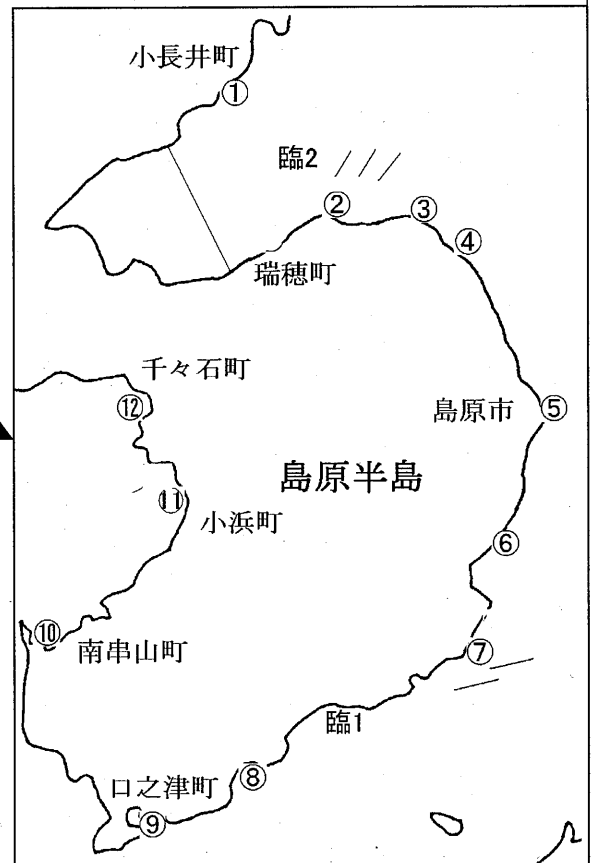 小長井町
①
臨2
②
③
④
瑞穂町
千々石町
⑫
島原市
⑤
島原半島
⑪
小浜町
⑥
⑩
南串山町
⑦
臨1
口之津町
⑧
⑨